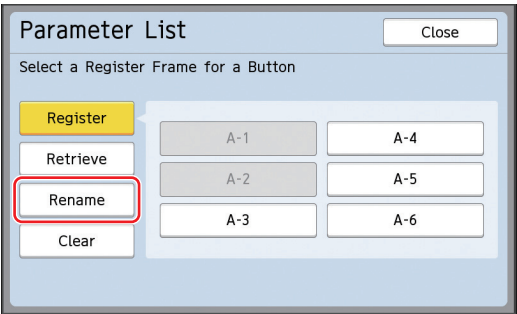 Parameter List
Close
Select a Register Frame for a Button
Register
Retrieve
Rename
Clear
A-1
A-4
A-2
A-5
A-3
A-6